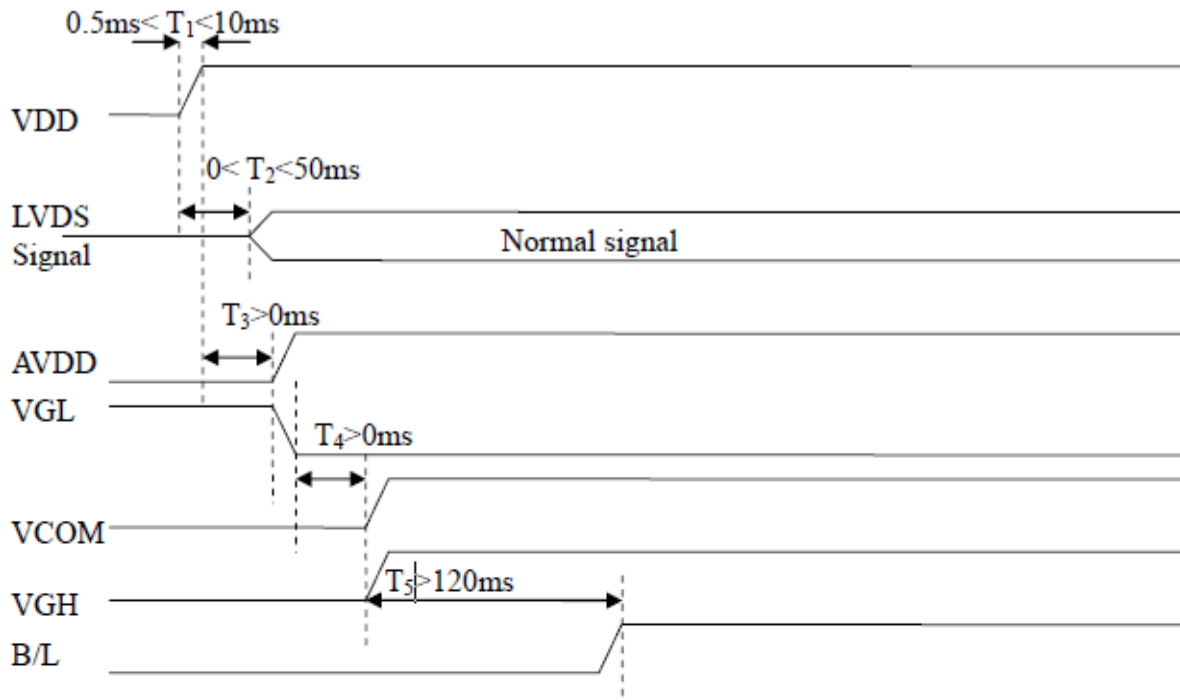 0.5ms< T₁<10ms
VDD
0< T₂<50ms
LVDS
Signal
Normal signal
T₃>0ms
AVDD
VGL
T₄>0ms
VCOM
T₅>120ms
VGH
B/L